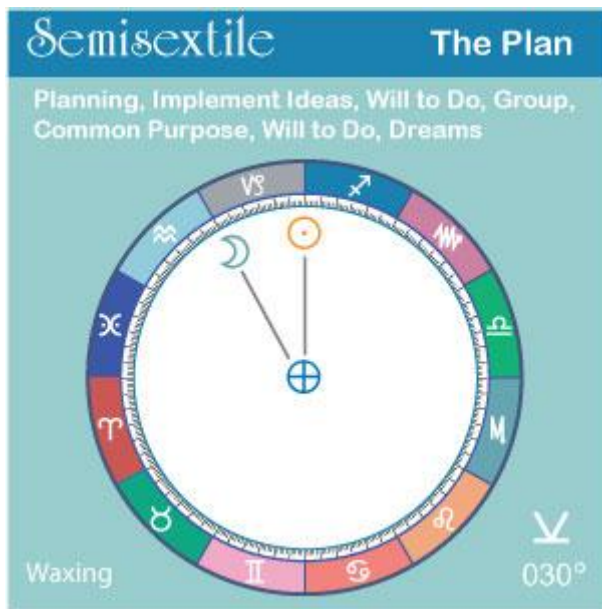 Semisextile
The Plan
Planning, Implement Ideas, Will to Do, Group,
Common Purpose, Will to Do, Dreams
Waxing
030°